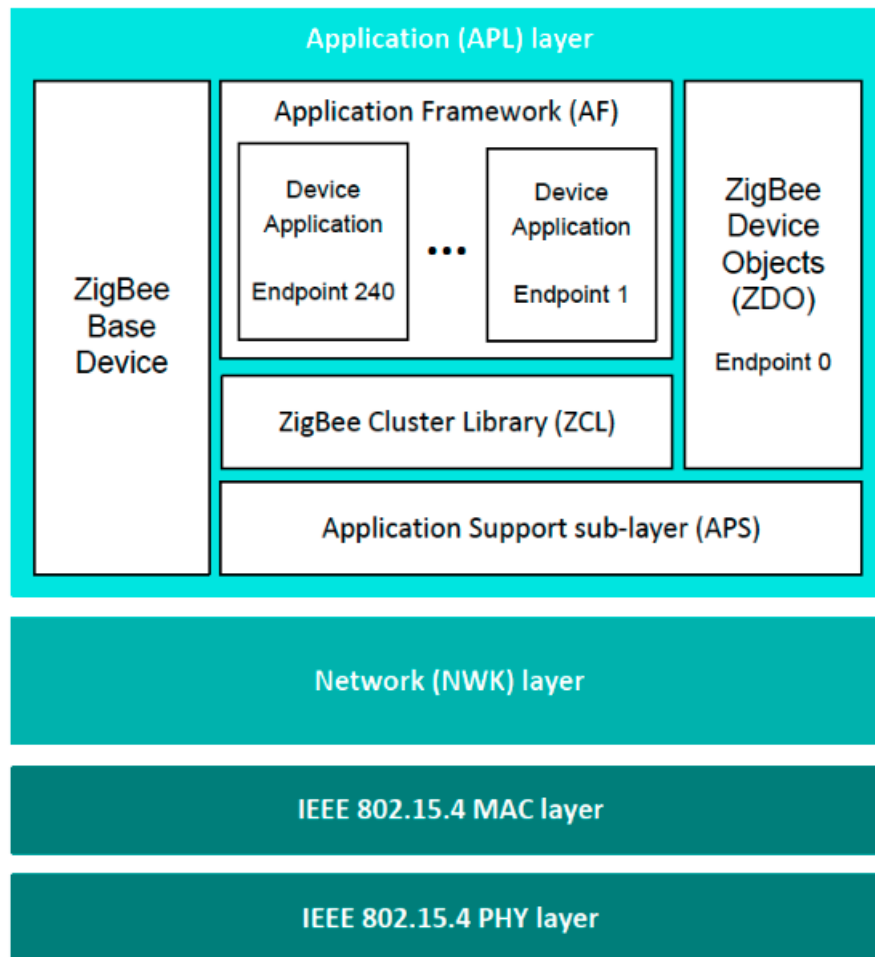 Application (APL) layer
ZigBee
Base
Device
Application Framework (AF)
Device
Application
Endpoint 240
...
Device
Application
Endpoint 1
ZigBee
Device
Objects
(ZDO)
Endpoint 0
ZigBee Cluster Library (ZCL)
Application Support sub-layer (APS)
Network (NWK) layer
IEEE 802.15.4 MAC layer
IEEE 802.15.4 PHY layer